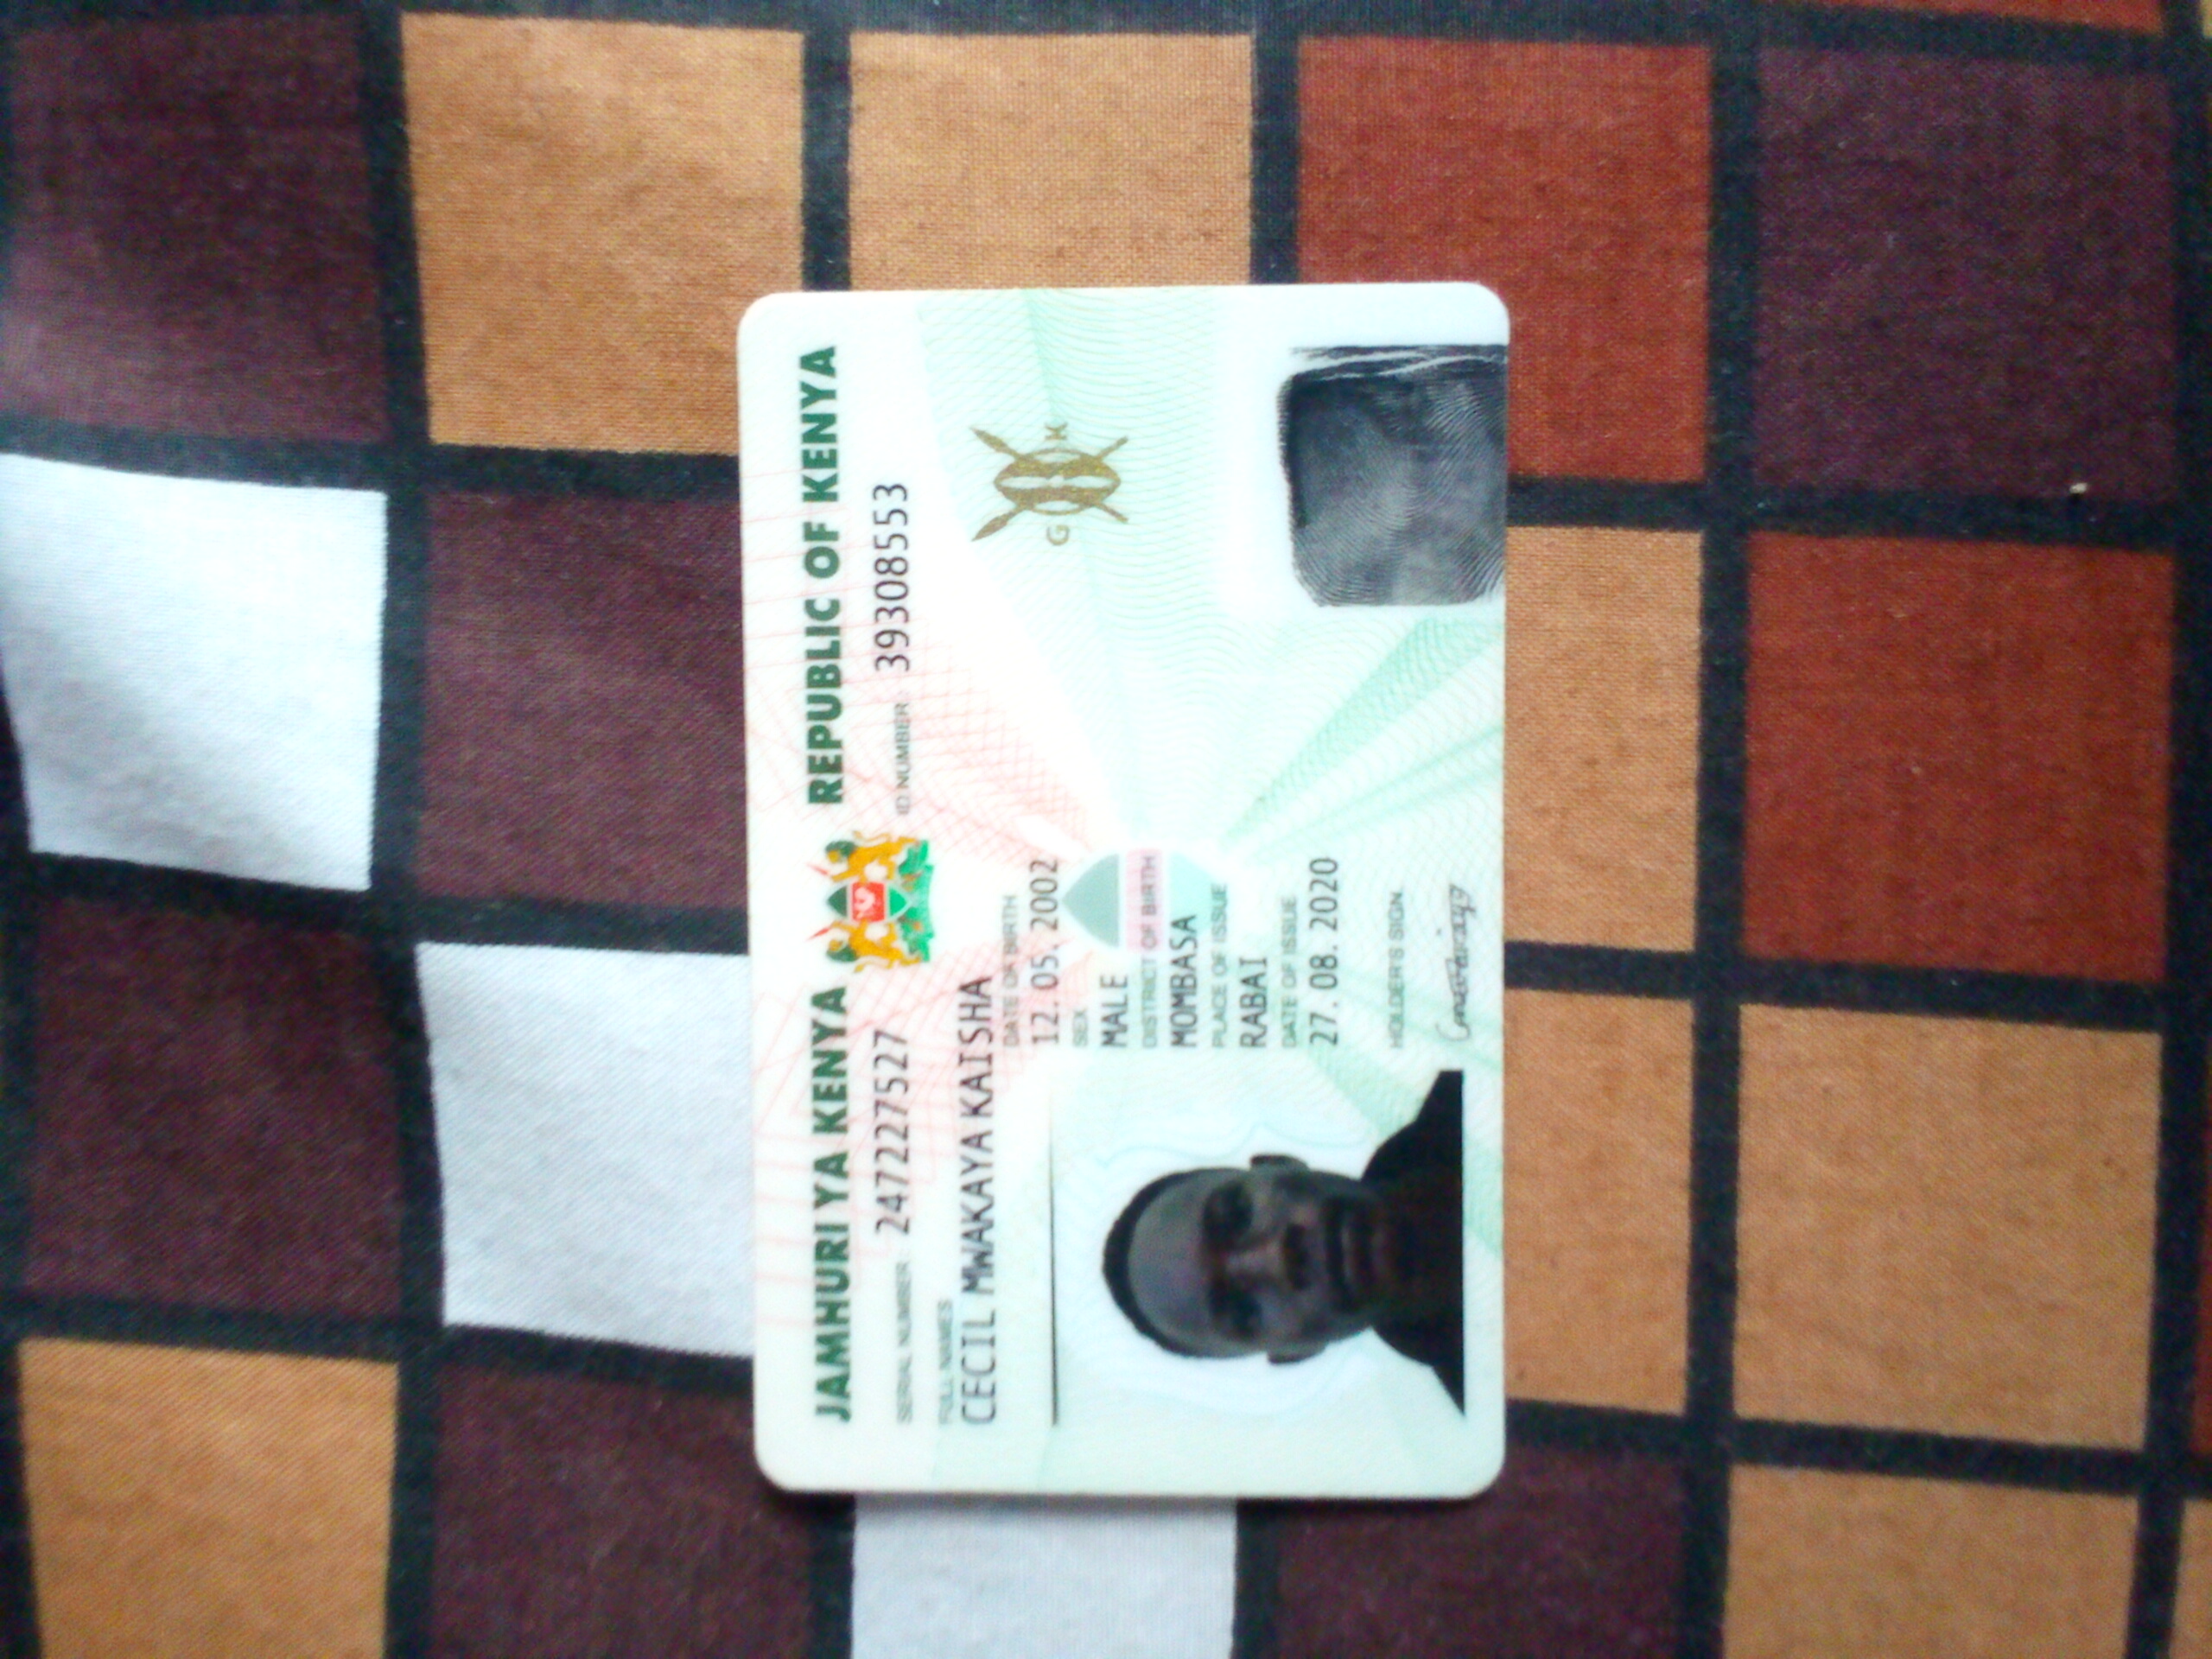 JAMHURI YA KENYA REPUBLIC OF KENYA
SERIAL NUMBER: 2472227527 ID NUMBER: 393085553
FULL NAMES
CECIL MWAKAYA KAISHA
DATE OF BIRTH
12. 05. 2002
SEX
MALE
DISTRICT OF BIRTH
MOMBASA
PLACE OF ISSUE
RABAI
DATE OF ISSUE
27. 08. 2020
HOLDER'S SIGN.
G K